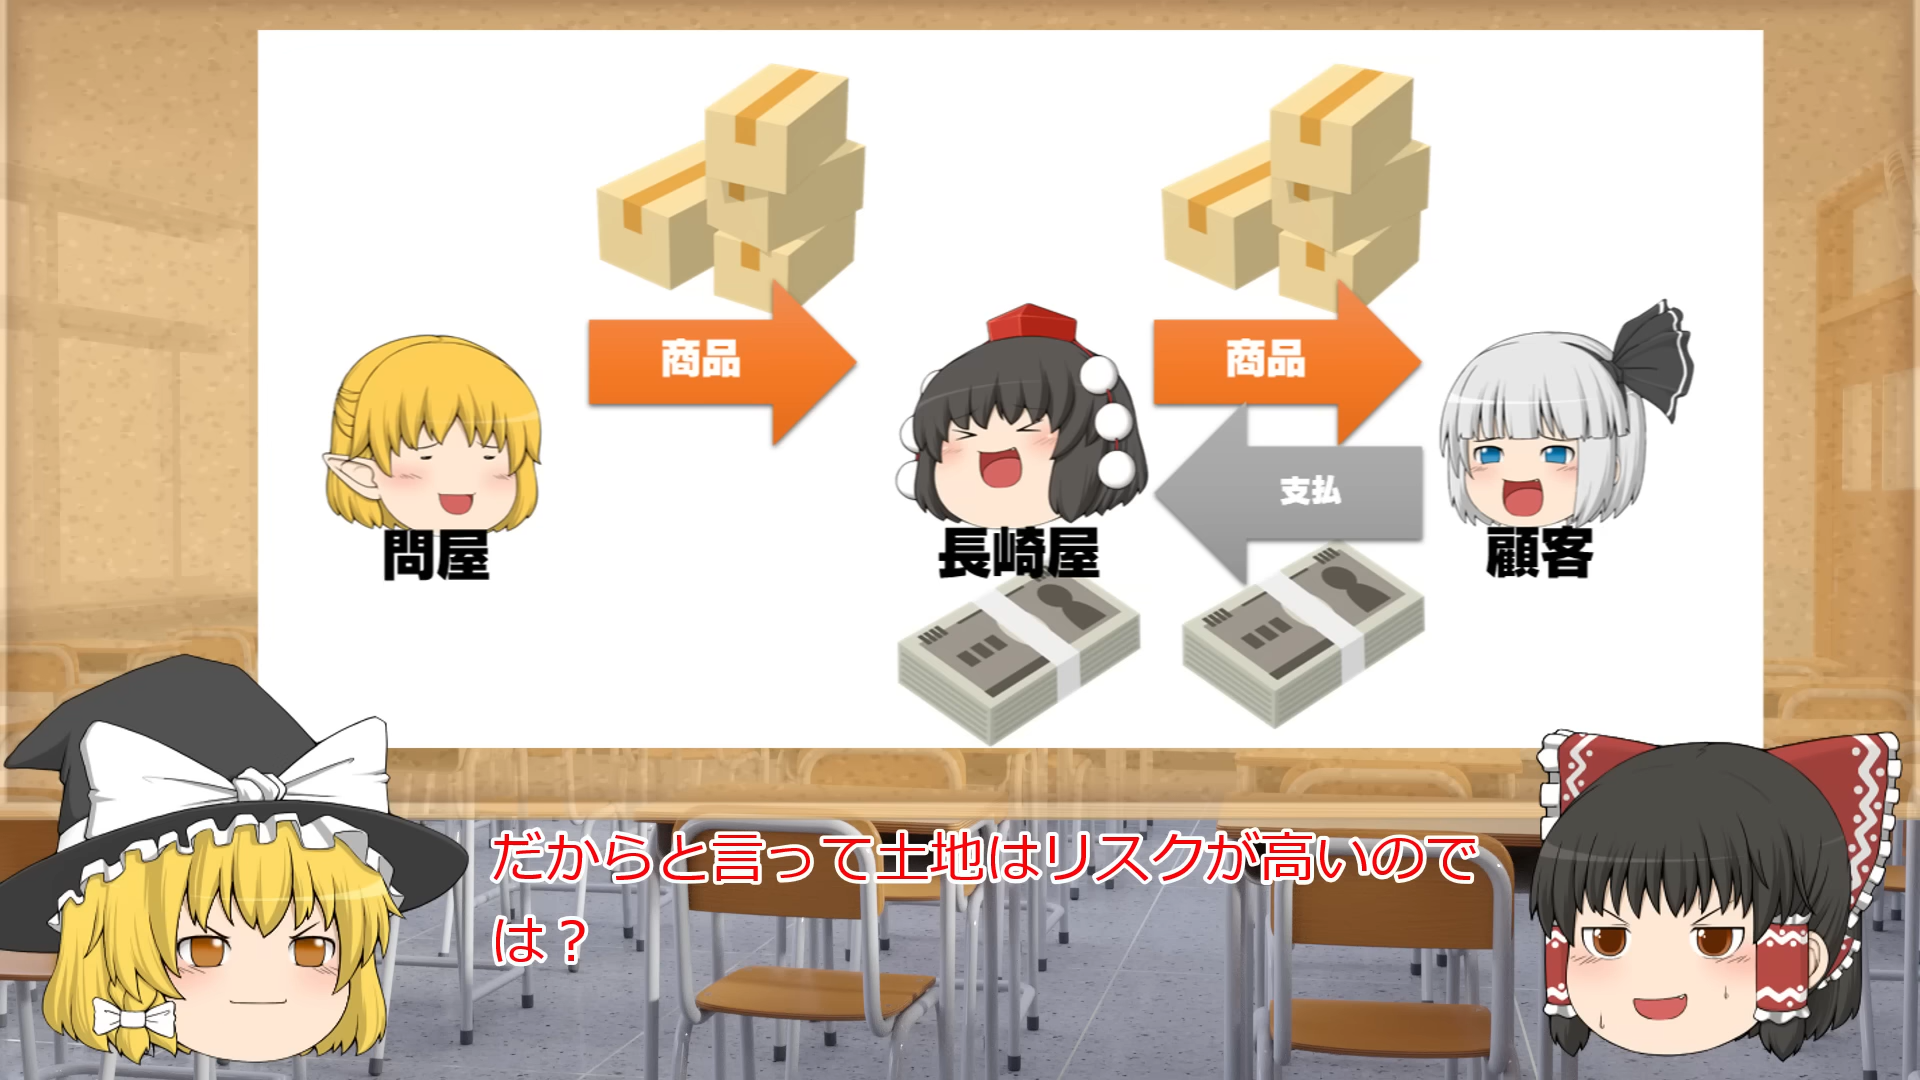 商品
商品
支払
問屋
長崎屋
顧客
だからと言って土地はリスクが高いので
は？